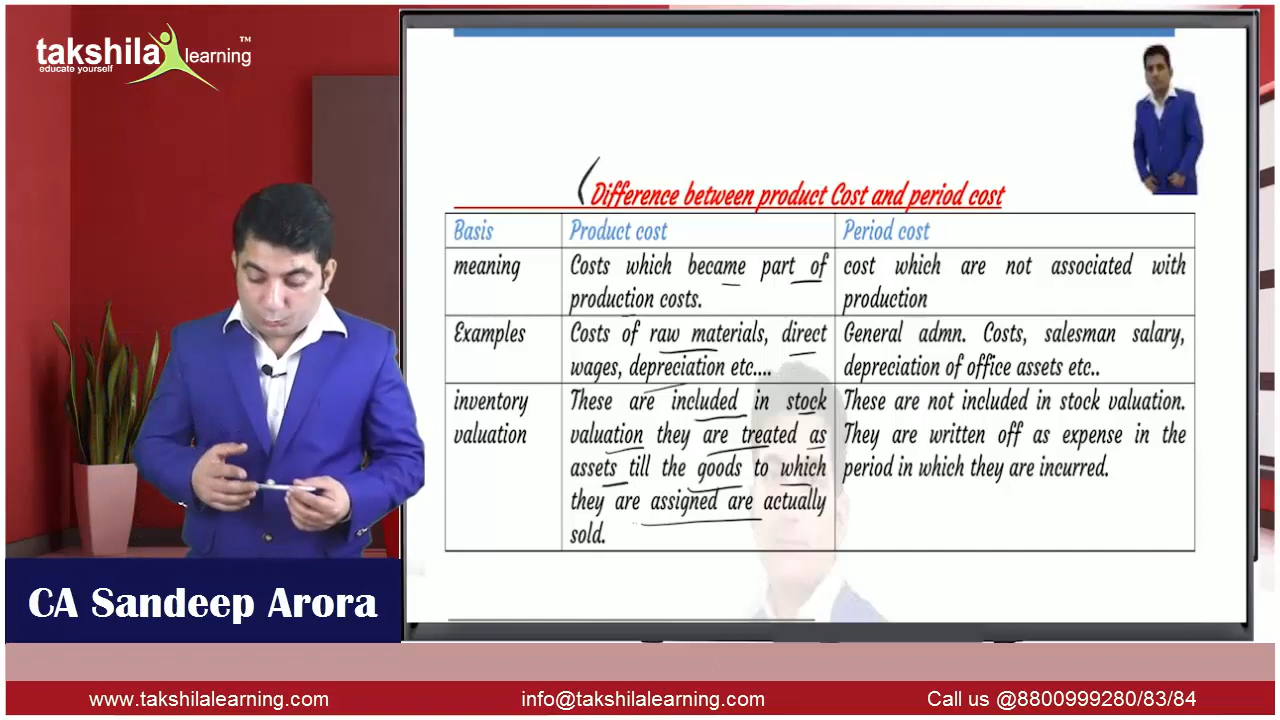 takshila learning™
educate yourself
Difference between product Cost and period cost
Basis
Product cost
Period cost
meaning
Costs which became part of
production costs.
cost which are not associated with
production
Examples
Costs of raw materials, direct
wages, depreciation etc....
General admn. Costs, salesman salary,
depreciation of office assets etc..
inventory
valuation
These are included in stock
valuation they are treated as
assets till the goods to which
they are assigned are actually
sold.
These are not included in stock valuation.
They are written off as expense in the
period in which they are incurred.
CA Sandeep Arora
www.takshilalearning.com
info@takshilalearning.com
Call us @8800999280/83/84